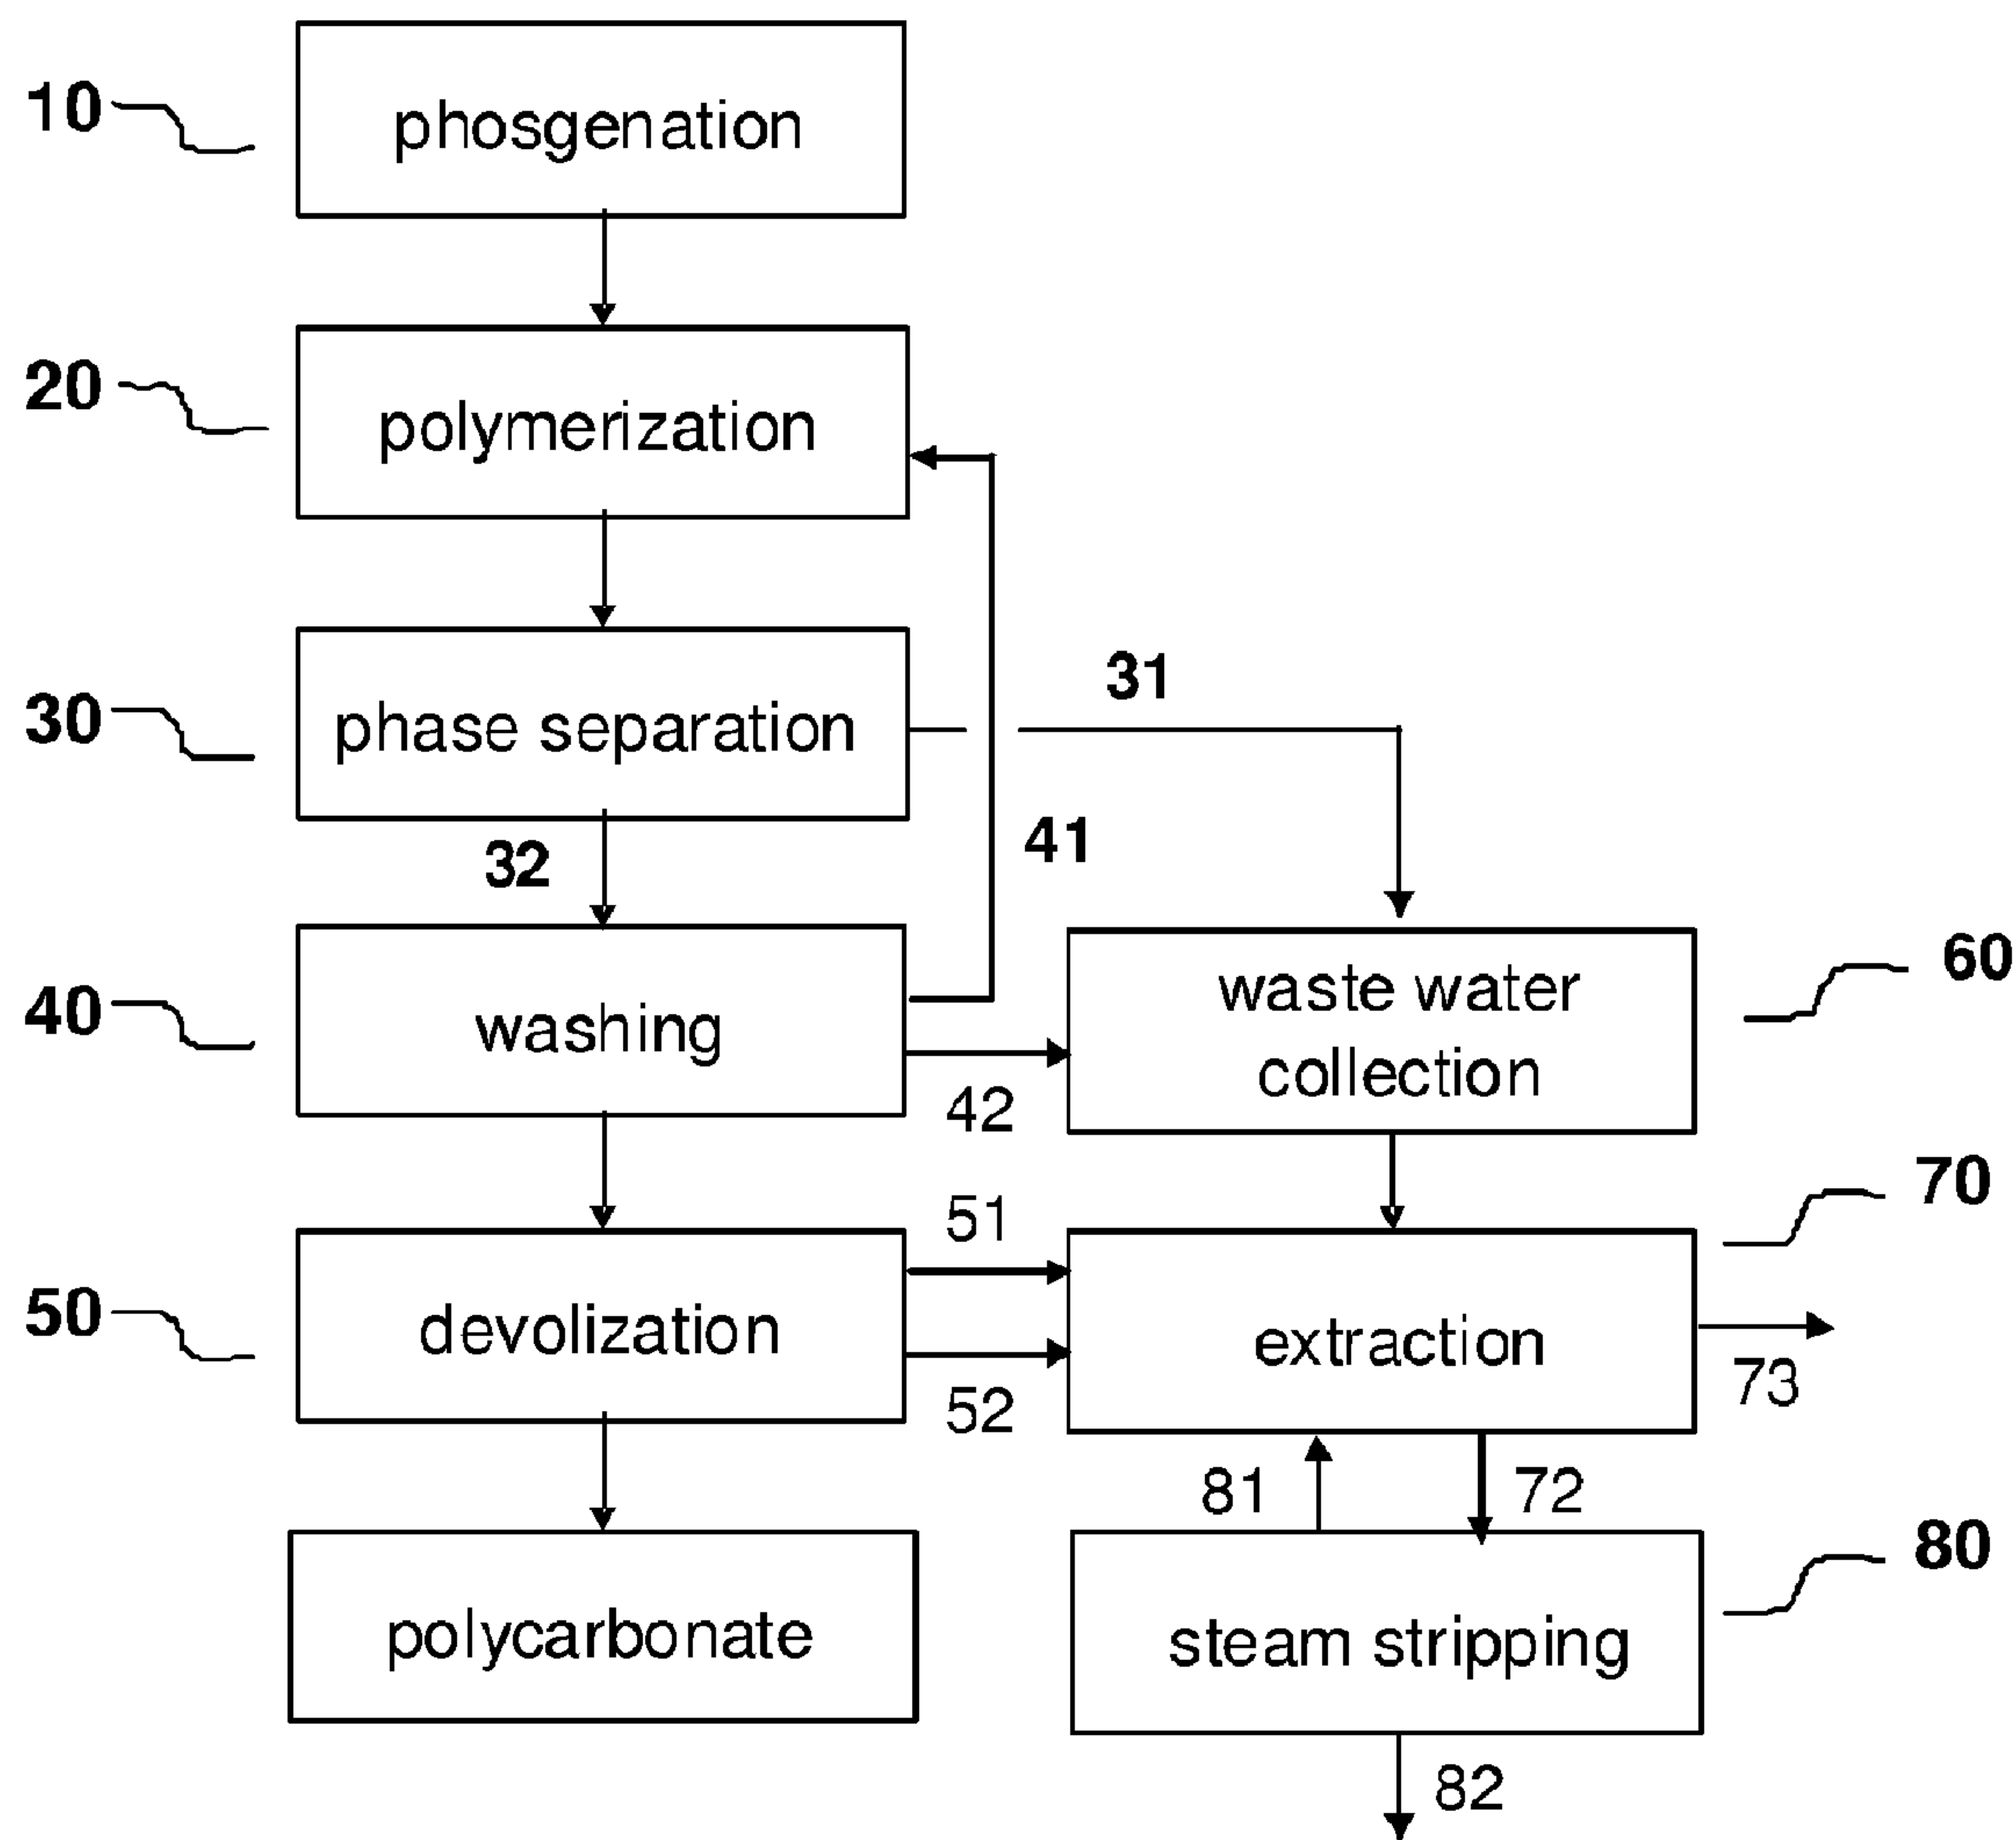 10
phosgenation
20
polymerization
30
phase separation
31
32
41
40
washing
42
waste water
collection
60
70
50
devolization
51
52
extraction
73
81
72
80
polycarbonate
steam stripping
82